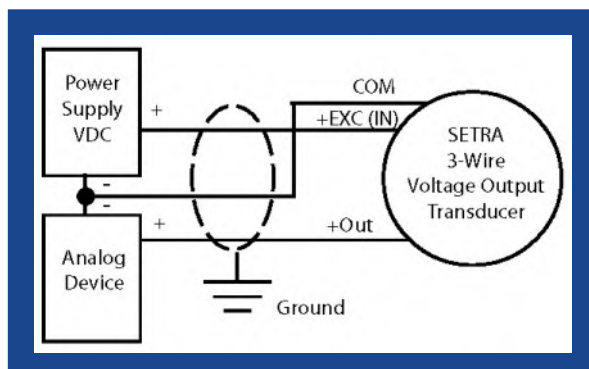 Power
Supply
VDC
+
-
-
Analog
Device
+
COM
+EXC (IN)
+Out
Ground
SETRA
3-Wire
Voltage Output
Transducer